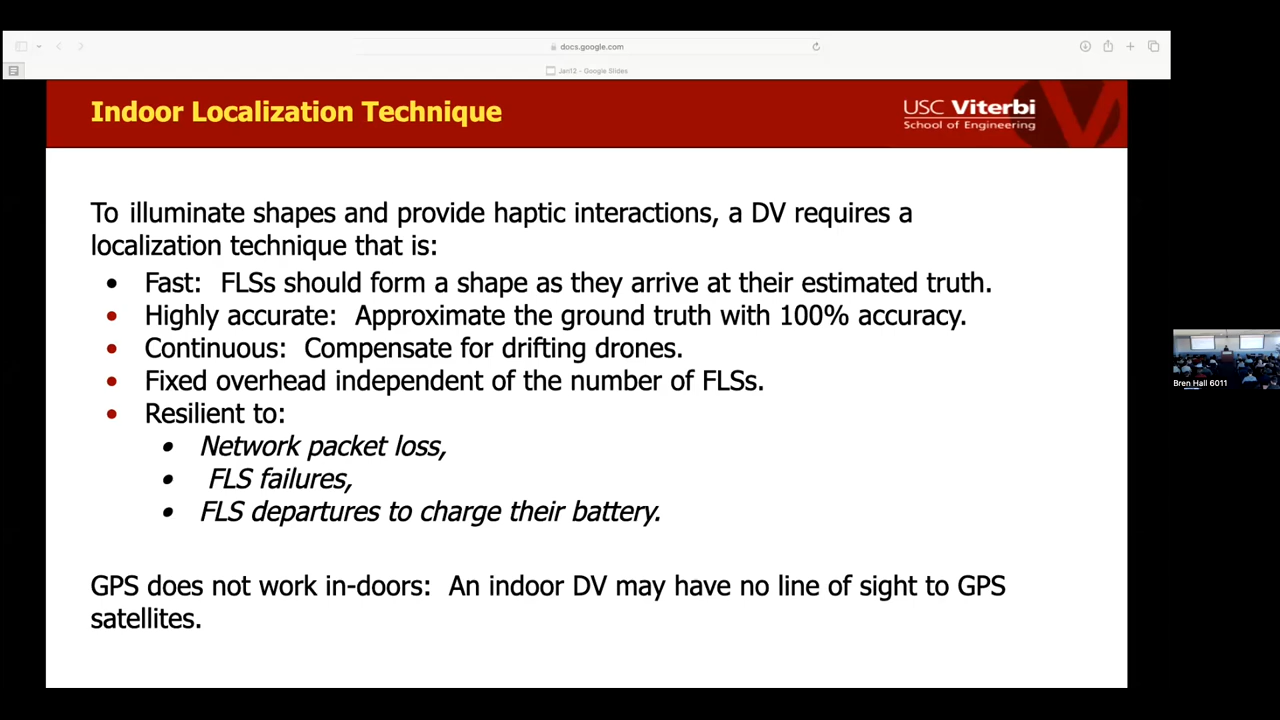 docs.google.com
Jan12 - Google Slides
Indoor Localization Technique
USC Viterbi
School of Engineering
To illuminate shapes and provide haptic interactions, a DV requires a
localization technique that is:
• Fast: FLSs should form a shape as they arrive at their estimated truth.
• Highly accurate: Approximate the ground truth with 100% accuracy.
• Continuous: Compensate for drifting drones.
• Fixed overhead independent of the number of FLSs.
• Resilient to:
• Network packet loss,
• FLS failures,
• FLS departures to charge their battery.
GPS does not work in-doors: An indoor DV may have no line of sight to GPS
satellites.
Bren Hall 6011